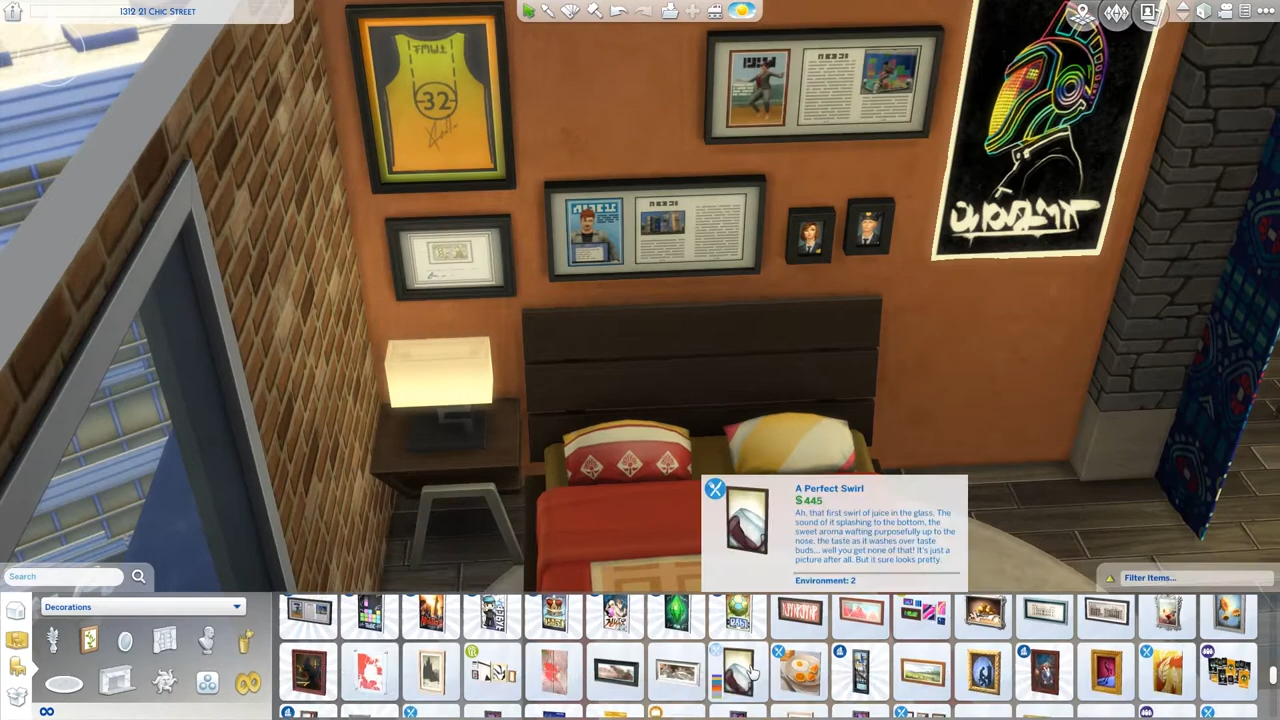 1312 21 Chic Street
32
A Perfect Swirl
$445
Ah, that first swirl of juice in the glass. The
sound of it splashing to the bottom, the
sweet aroma wafting purposefully up to the
nose, the taste as it washes over taste
buds... well you get none of that! It's just a
picture after all. But it sure looks pretty.
Environment: 2
Search
Filter Items...
Decorations